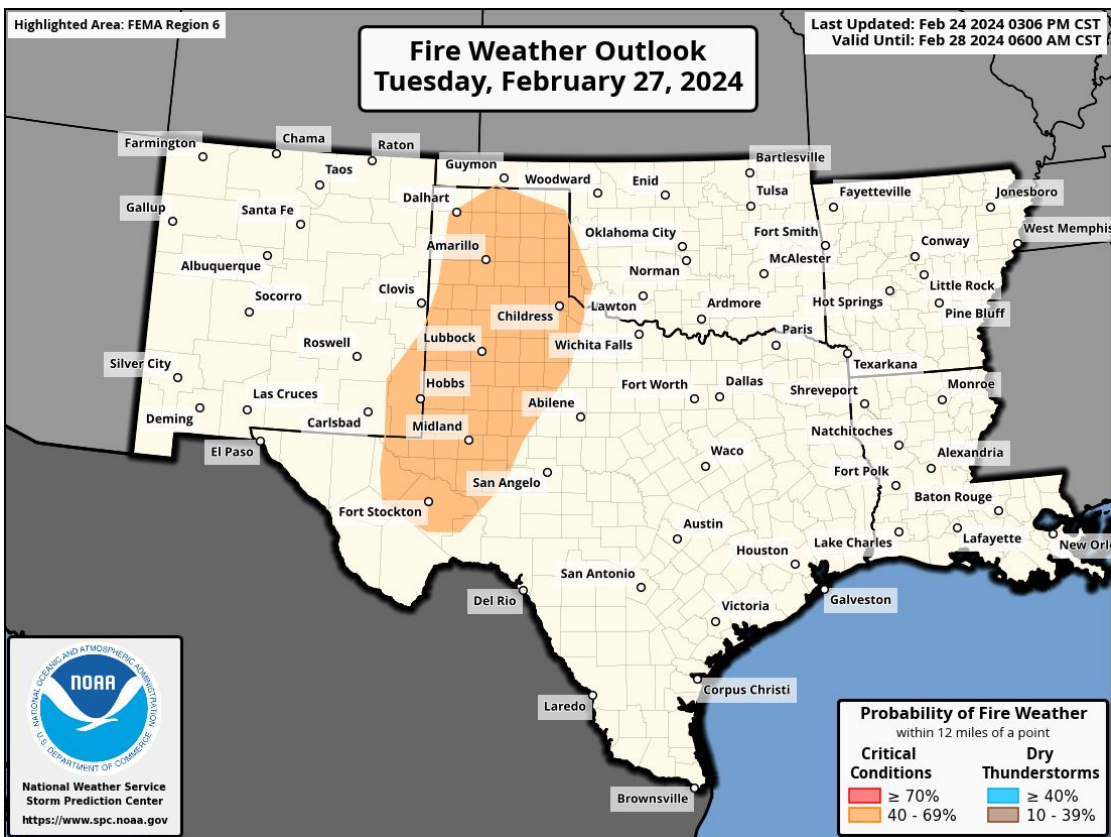 Highlighted Area: FEMA Region 6
Last Updated: Feb 24 2024 0306 PM CST
Valid Until: Feb 28 2024 0600 AM CST
Fire Weather Outlook
Tuesday, February 27, 2024
Farmington
Chama
Raton
Taos
Guymon
Woodward
Enid
Bartlesville
Tulsa
Fayetteville
Jonesboro
Gallup
Santa Fe
Dalhart
Albuquerque
Amarillo
Oklahoma City
Fort Smith
Conway
West Memphis
Norman
McAlester
Little Rock
Socorro
Clovis
Childress
Lawton
Ardmore
Hot Springs
Pine Bluff
Roswell
Lubbock
Wichita Falls
Paris
Texarkana
Silver City
Las Cruces
Hobbs
Fort Worth
Dallas
Shreveport
Monroe
Deming
Carlsbad
Midland
Abilene
Natchitoches
El Paso
Waco
Alexandria
San Angelo
Fort Polk
Fort Stockton
Baton Rouge
Austin
Lake Charles
Lafayette
New Orl
Houston
San Antonio
Del Rio
Galveston
Victoria
Laredo
Corpus Christi
Brownsville
NATIONAL OCEANIC AND ATMOSPHERIC ADMINISTRATION
NOAA
U.S. DEPARTMENT OF COMMERCE
National Weather Service
Storm Prediction Center
https://www.spc.noaa.gov
Probability of Fire Weather
within 12 miles of a point
Critical Conditions
≥ 70%
40 - 69%
Dry Thunderstorms
≥ 40%
10 - 39%